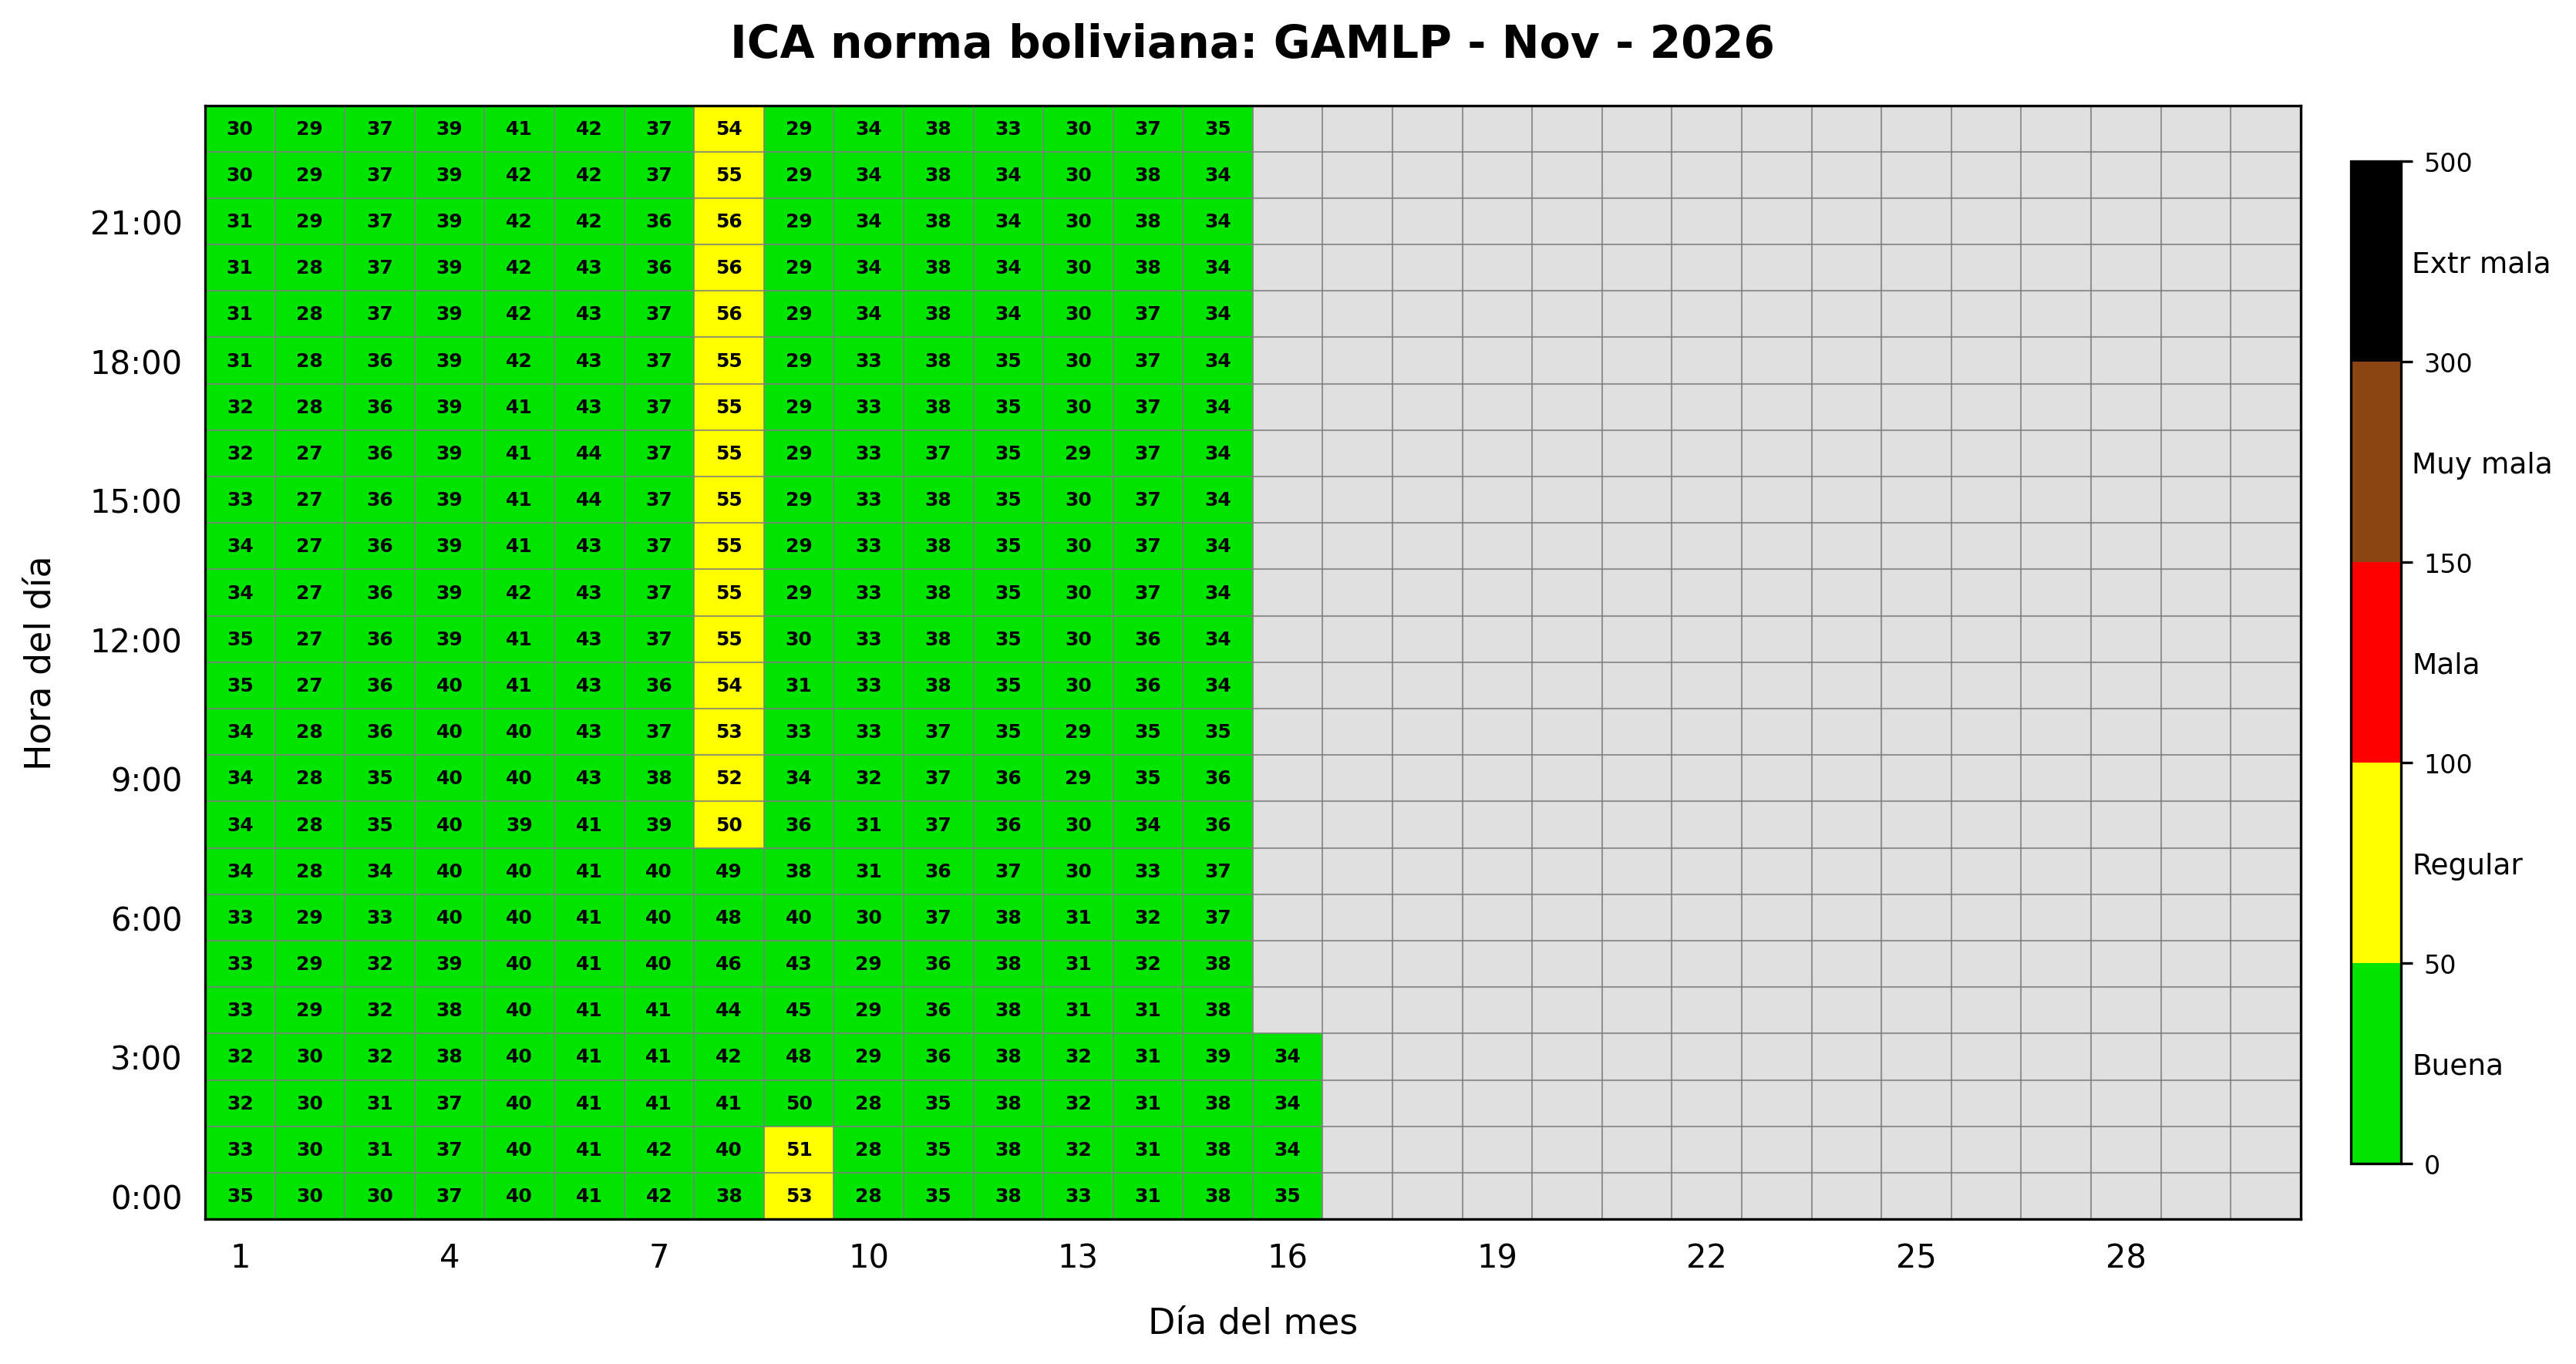 ICA norma boliviana: GAMLP - Nov - 2026
30 29 37 39 41 42 37 54 29 34 38 33 30 37 35
30 29 37 39 42 42 37 55 29 34 38 34 30 38 34
21:00 31 29 37 39 42 42 36 56 29 34 38 34 30 38 34
31 28 37 39 42 43 36 56 29 34 38 34 30 38 34
31 28 37 39 42 43 37 56 29 34 38 34 30 37 34
18:00 31 28 36 39 42 43 37 55 29 33 38 35 30 37 34
32 28 36 39 41 43 37 55 29 33 38 35 30 37 34
32 27 36 39 41 44 37 55 29 33 37 35 29 37 34
15:00 33 27 36 39 41 44 37 55 29 33 38 35 30 37 34
34 27 36 39 41 43 37 55 29 33 38 35 30 37 34
34 27 36 39 42 43 37 55 29 33 38 35 30 37 34
12:00 35 27 36 39 41 43 37 55 30 33 38 35 30 36 34
35 27 36 40 41 43 36 54 31 33 38 35 30 36 34
34 28 36 40 40 43 37 53 33 33 37 35 29 35 35
9:00 34 28 35 40 40 43 38 52 34 32 37 36 29 35 36
34 28 35 40 39 41 39 50 36 31 37 36 30 34 36
34 28 34 40 40 41 40 49 38 31 36 37 30 33 37
6:00 33 29 33 40 40 41 40 48 40 30 37 38 31 32 37
33 29 32 39 40 41 40 46 43 29 36 38 31 32 38
33 29 32 38 40 41 41 44 45 29 36 38 31 31 38
3:00 32 30 32 38 40 41 41 42 48 29 36 38 32 31 39 34
32 30 31 37 40 41 41 41 50 28 35 38 32 31 38 34
33 30 31 37 40 41 42 40 51 28 35 38 32 31 38 34
0:00 35 30 30 37 40 41 42 38 53 28 35 38 33 31 38 35
1 4 7 10 13 16 19 22 25 28
Día del mes
Hora del día
500
Extr mala
300
Muy mala
150
Mala
100
Regular
50
Buena
0